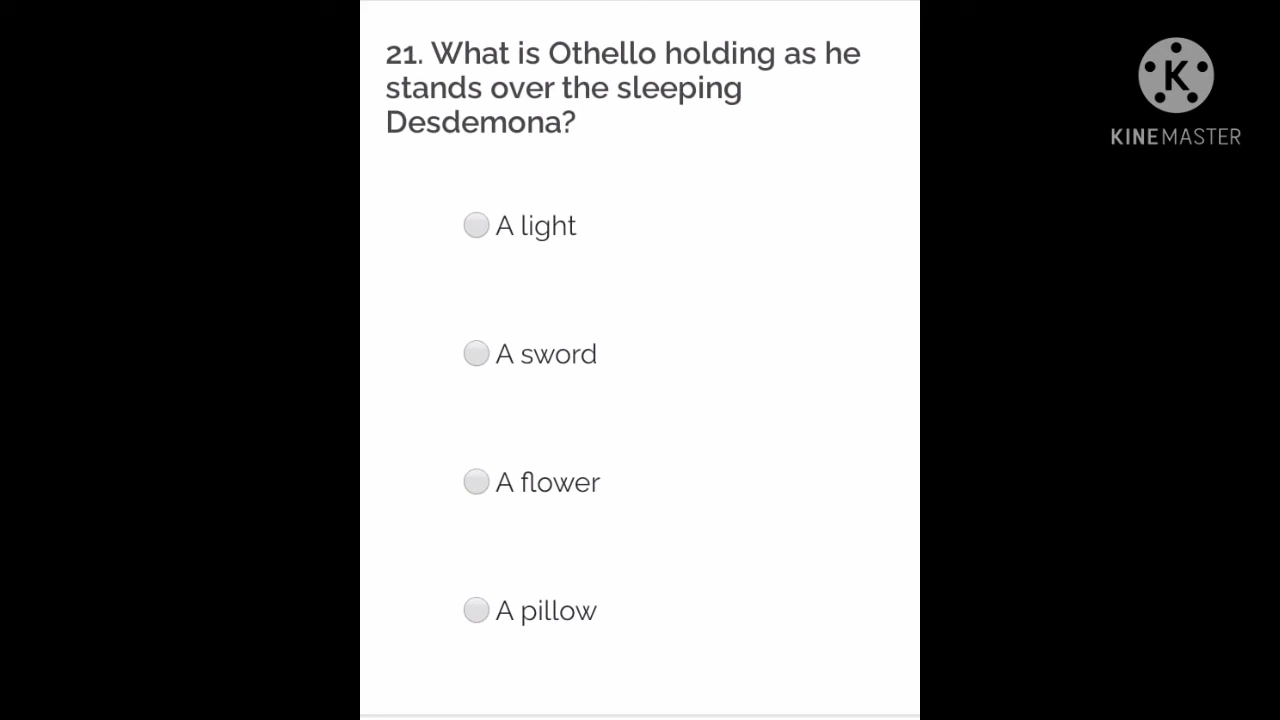 21. What is Othello holding as he
stands over the sleeping
Desdemona?
A light
A sword
A flower
A pillow
K
KINEMASTER